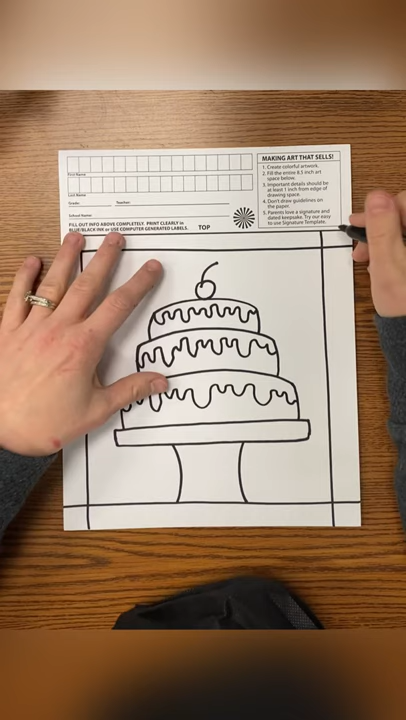 First Name
Last Name
Grade: Teacher:
School Name:
FILL OUT INFO ABOVE COMPLETELY. PRINT CLEARLY in
BLUE/BLACK INK or USE COMPUTER GENERATED LABELS.
TOP
MAKING ART THAT SELLS!
1. Create colorful artwork.
2. Fill the entire 8.5 inch art
space below.
3. Important details should be
at least 1 inch from edge of
drawing space.
4. Don't draw guidelines on
the paper.
5. Parents love a signature and
dated keepsake. Try our easy
to use Signature Template.